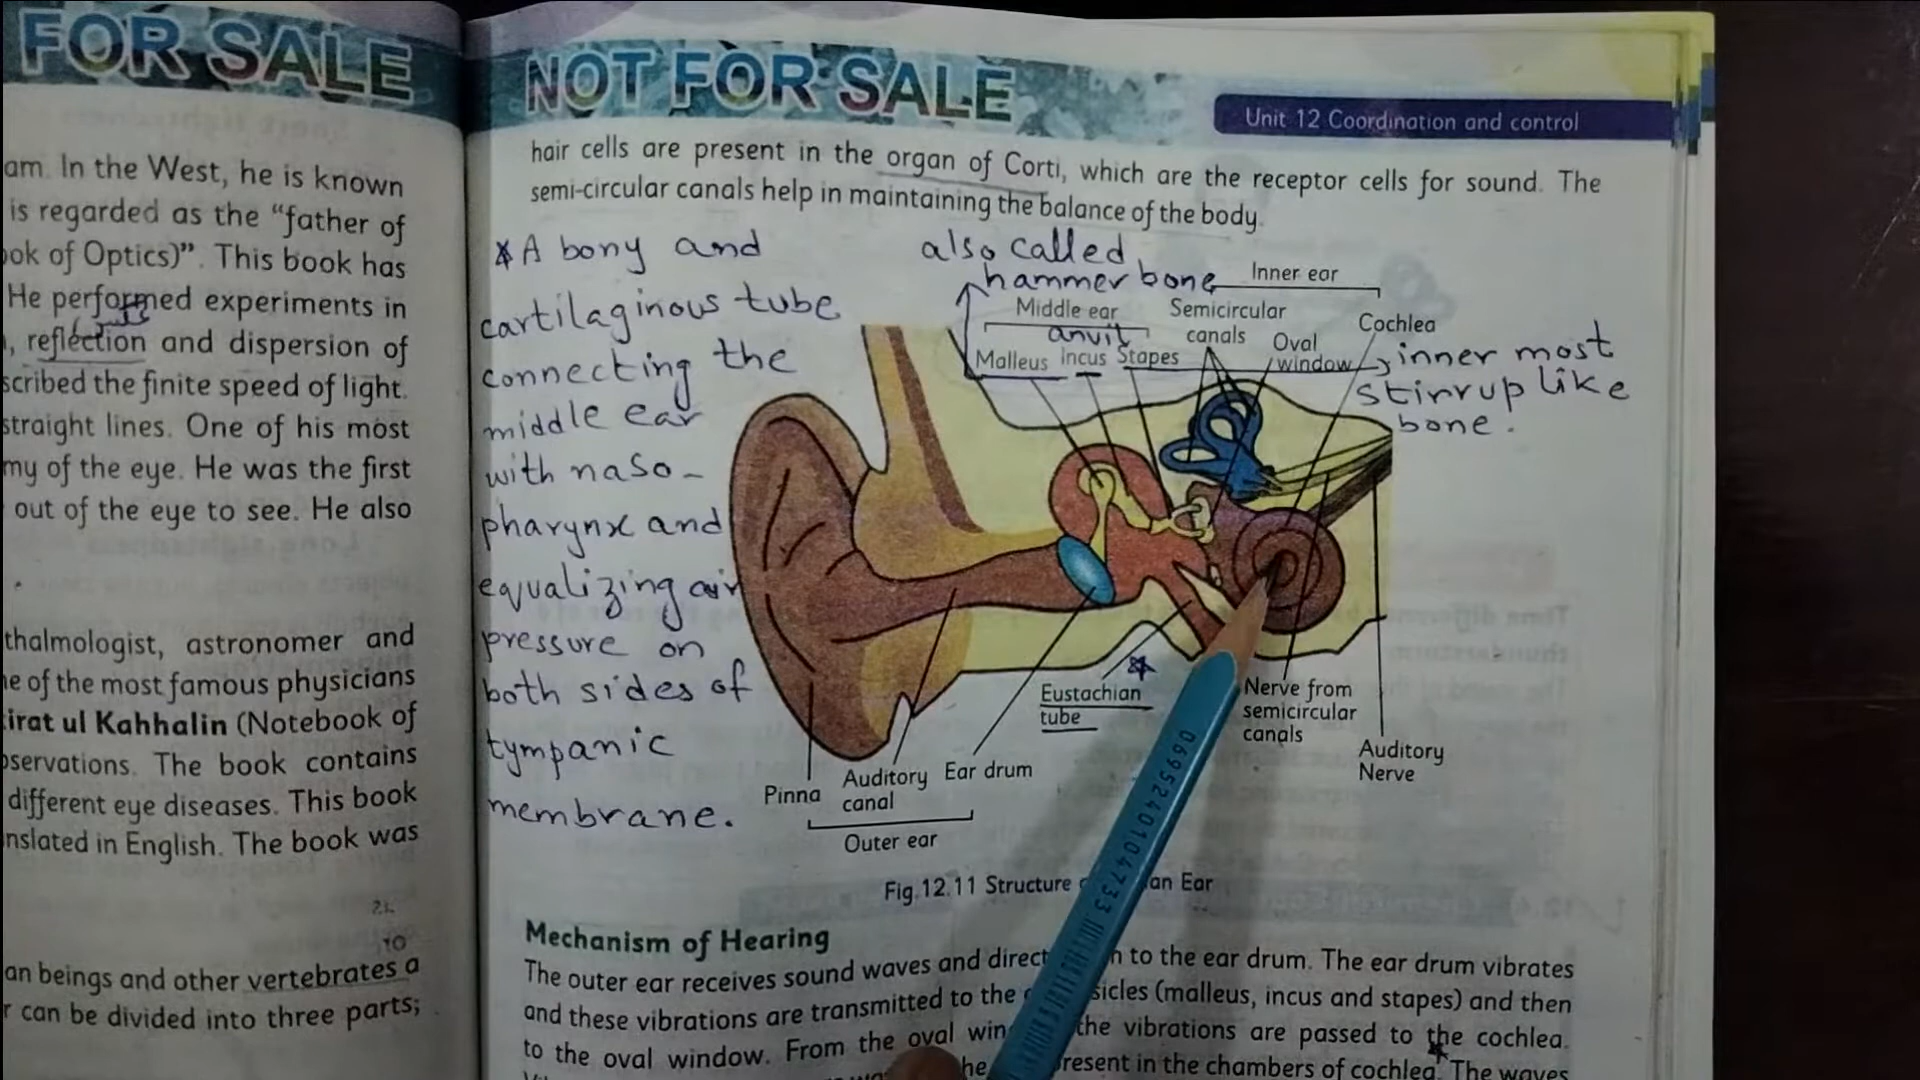 FOR SALE
am. In the West, he is known
is regarded as the “father of
ok of Optics)”. This book has
He performed experiments in
, reflection and dispersion of
scribed the finite speed of light.
straight lines. One of his most
my of the eye. He was the first
out of the eye to see. He also
thalmologist, astronomer and
e of the most famous physicians
irat ul Kahhalin (Notebook of
bservations. The book contains
different eye diseases. This book
nslated in English. The book was
10
an beings and other vertebrates a
r can be divided into three parts;
NOT FOR SALE
Unit 12 Coordination and control
hair cells are present in the organ of Corti, which are the receptor cells for sound. The
semi-circular canals help in maintaining the balance of the body.
*A bony and
cartilaginous tube
connecting the
middle ear
with naso-
pharynx and
equalizing air
pressure on
both sides of
tympanic
membrane.
also called
hammer bone
Inner ear
Middle ear
anvil
Malleus
Incus
Stapes
Semicircular
canals
Oval
window
Cochlea
inner most
stirrup like
bone.
Eustachian
tube
Nerve from
semicircular
canals
Auditory
Nerve
Pinna
Auditory
canal
Ear drum
Outer ear
Fig.12.11 Structure an Ear
Mechanism of Hearing
The outer ear receives sound waves and direct to the ear drum. The ear drum vibrates
and these vibrations are transmitted to the sicles (malleus, incus and stapes) and then
to the oval window. From the oval win the vibrations are passed to the cochlea.
he resent in the chambers of cochlea. The waves
0695240104733